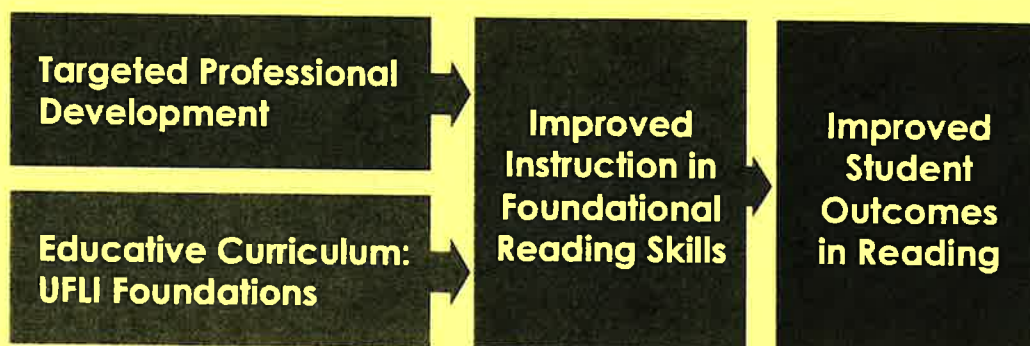 Targeted Professional
Development
Educative Curriculum:
UFLI Foundations
Improved
Instruction in
Foundational
Reading Skills
Improved
Student
Outcomes
in Reading